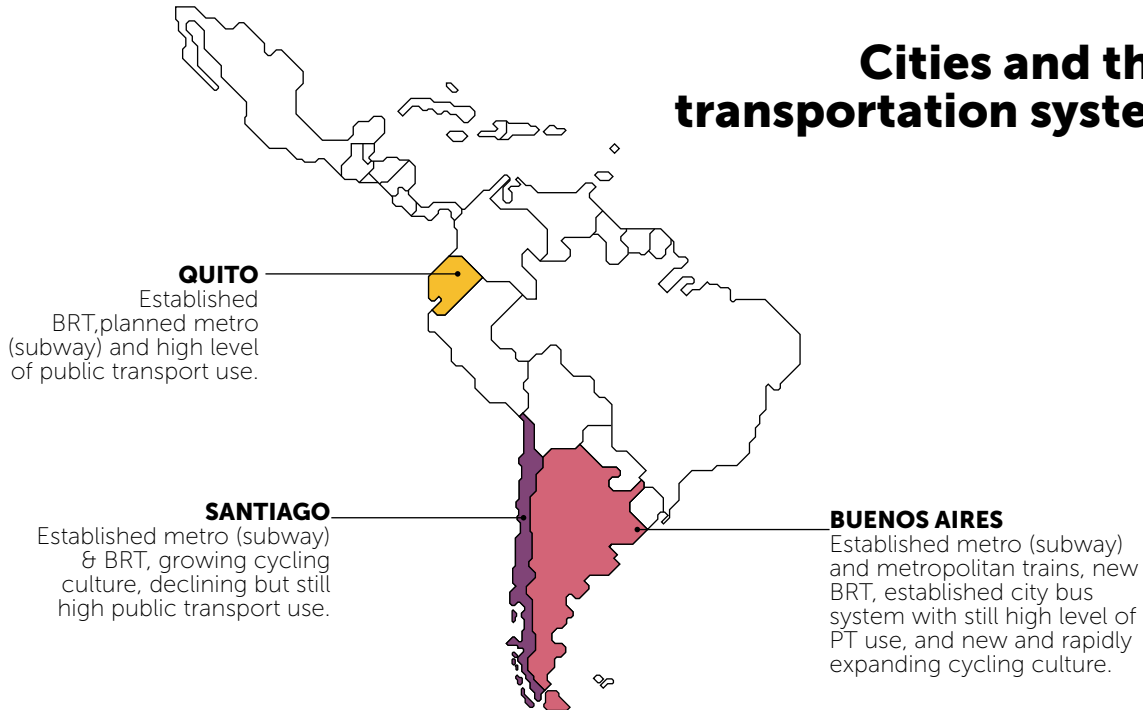 Cities and th
transportation syste
QUITO
Established
BRT,planned metro
(subway) and high level
of public transport use.
SANTIAGO
Established metro (subway)
& BRT, growing cycling
culture, declining but still
high public transport use.
BUENOS AIRES
Established metro (subway)
and metropolitan trains, new
BRT, established city bus
system with still high level of
PT use, and new and rapidly
expanding cycling culture.